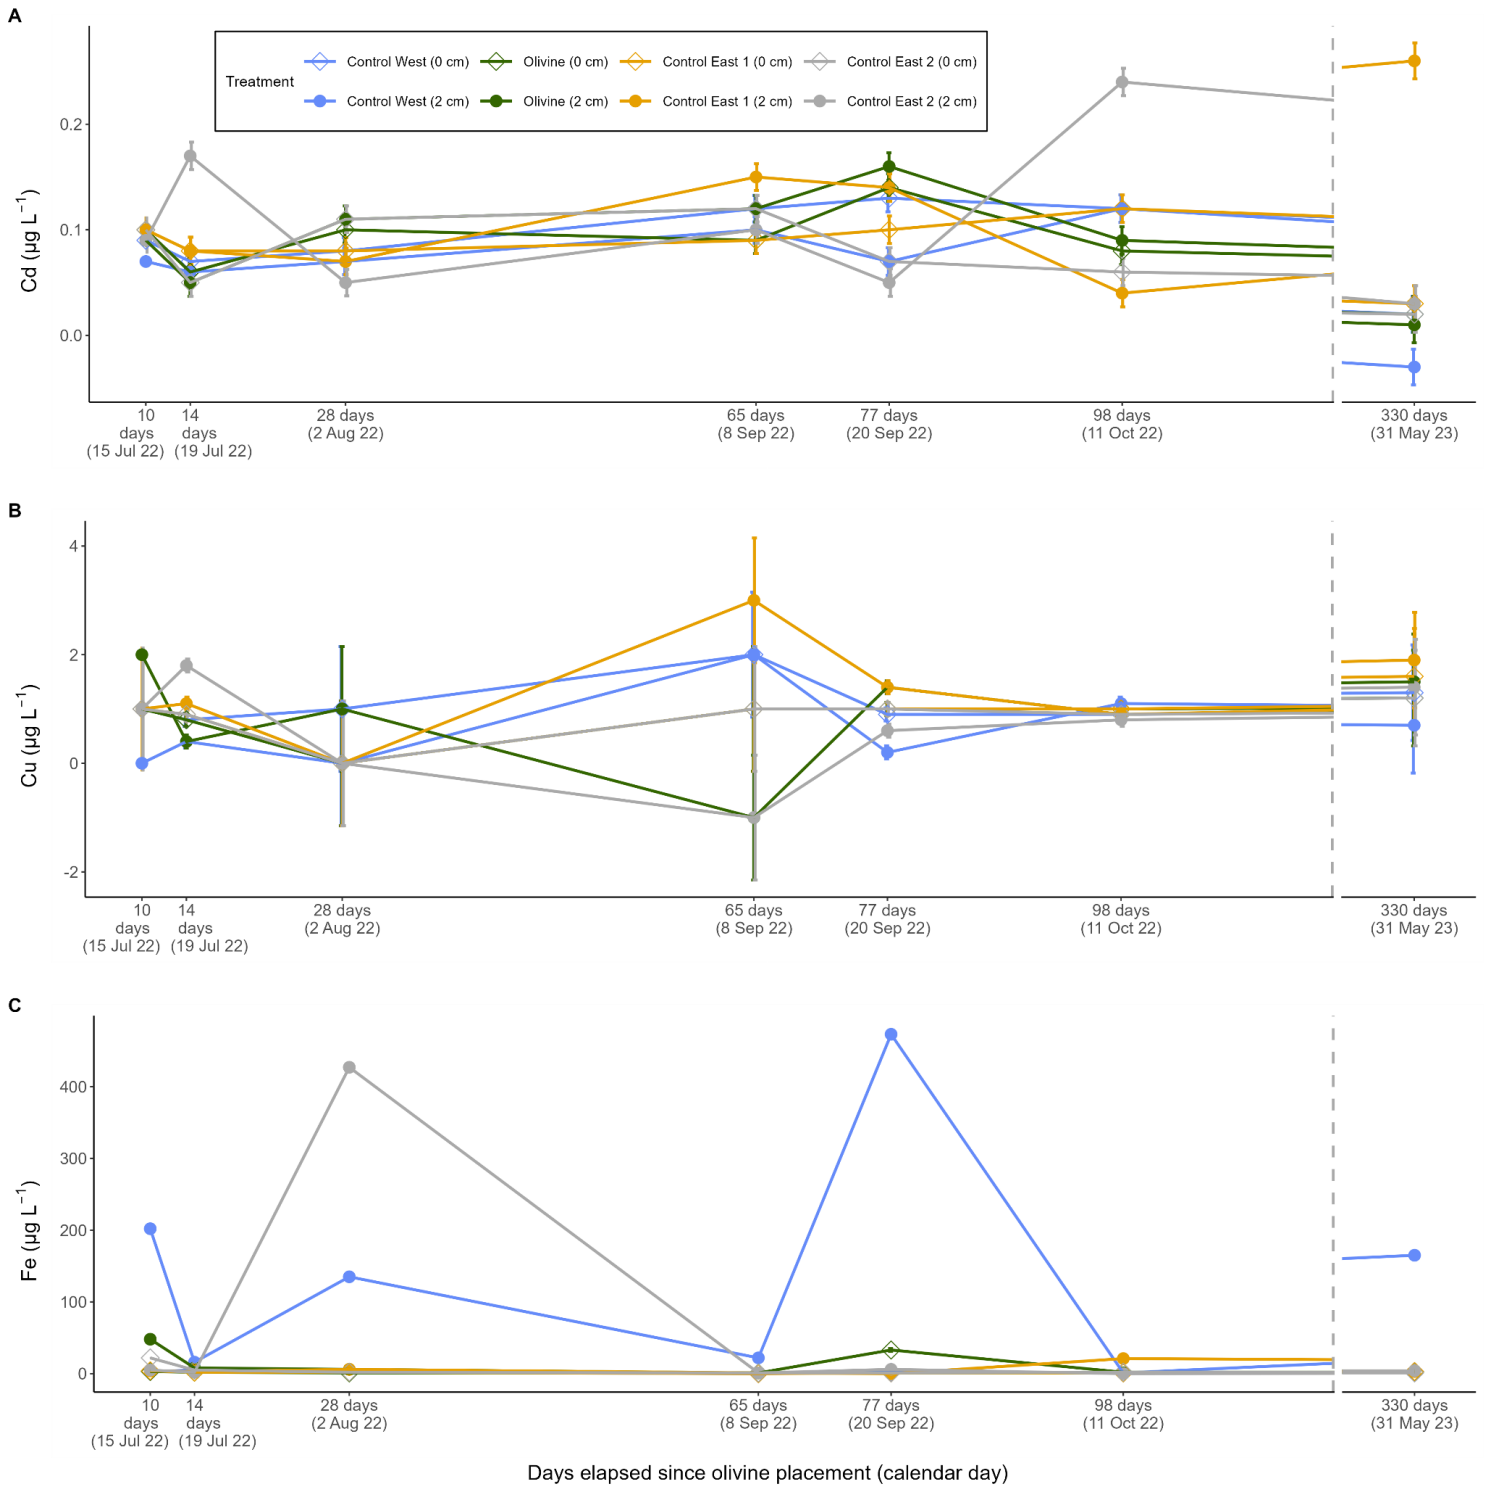 A
Treatment
Control West (0 cm) Olivine (0 cm) Control East 1 (0 cm) Control East 2 (0 cm)
Control West (2 cm) Olivine (2 cm) Control East 1 (2 cm) Control East 2 (2 cm)
Cd (µg L⁻¹)
0.2
0.1
0.0
10 days (15 Jul 22)
14 days (19 Jul 22)
28 days (2 Aug 22)
65 days (8 Sep 22)
77 days (20 Sep 22)
98 days (11 Oct 22)
330 days (31 May 23)
B
Cu (µg L⁻¹)
4
2
0
-2
10 days (15 Jul 22)
14 days (19 Jul 22)
28 days (2 Aug 22)
65 days (8 Sep 22)
77 days (20 Sep 22)
98 days (11 Oct 22)
330 days (31 May 23)
C
Fe (µg L⁻¹)
400
300
200
100
0
10 days (15 Jul 22)
14 days (19 Jul 22)
28 days (2 Aug 22)
65 days (8 Sep 22)
77 days (20 Sep 22)
98 days (11 Oct 22)
330 days (31 May 23)
Days elapsed since olivine placement (calendar day)